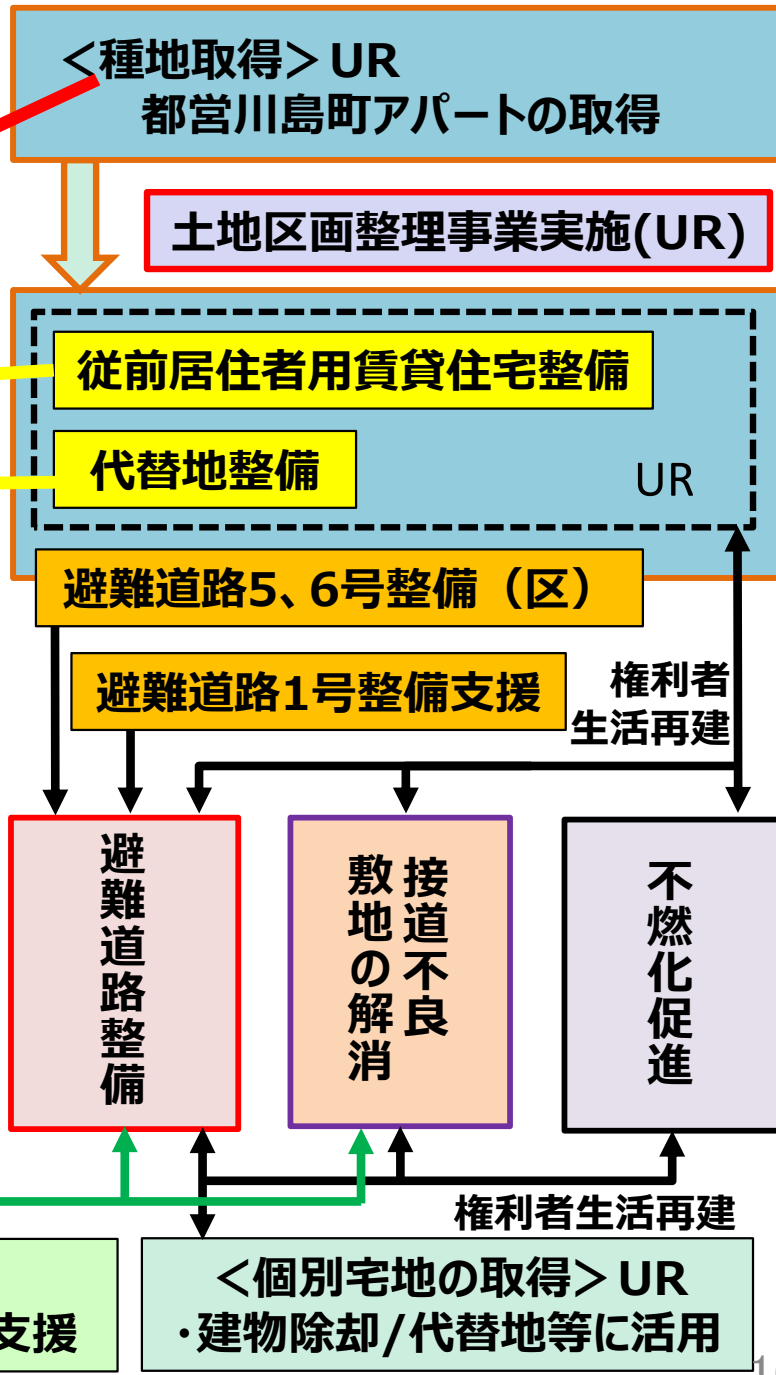 ＜種地取得＞UR
都営川島町アパートの取得
土地区画整理事業実施(UR)
従前居住者用賃貸住宅整備
代替地整備
UR
避難道路5、6号整備（区）
避難道路1号整備支援
権利者
生活再建
避難道路整備
接道不良
敷地の解消
不燃化促進
権利者生活再建
支援
＜個別宅地の取得＞UR
・建物除却/代替地等に活用